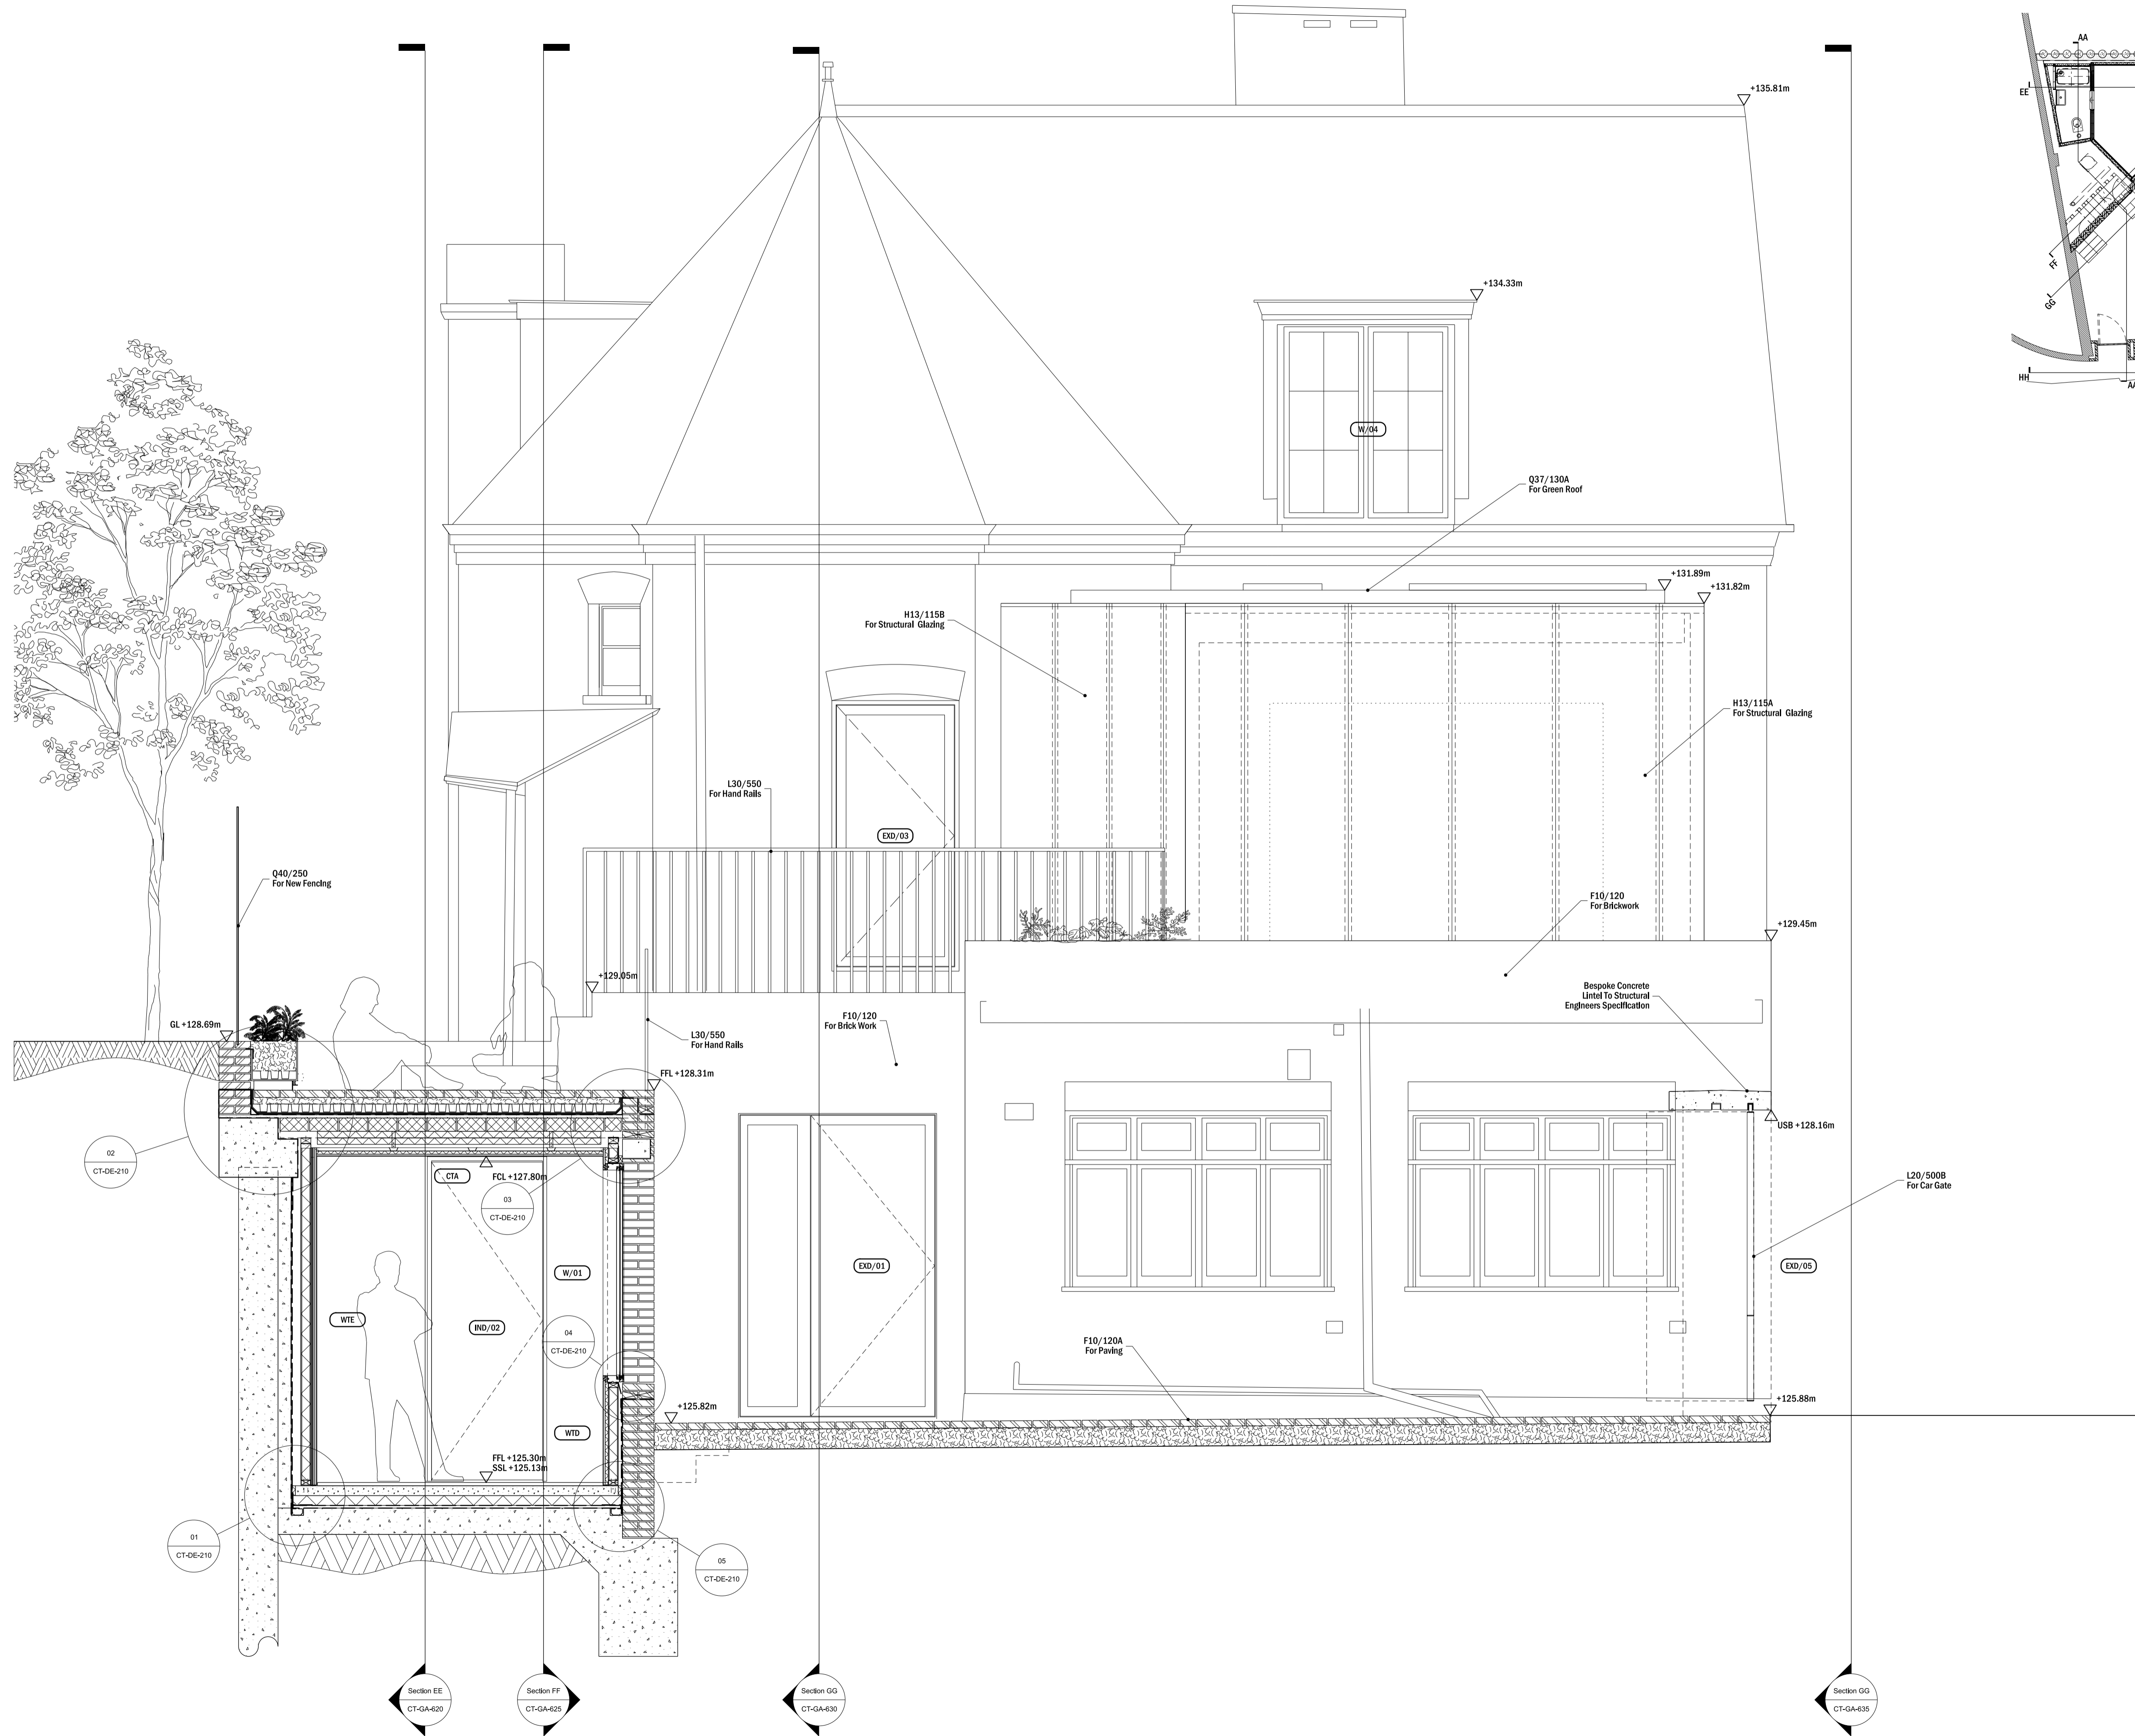 AA
+135.81m
EE
+134.33m
FF
GG
HH
AA
W/04
Q37/130A
For Green Roof
+131.89m
+131.82m
H13/115B
For Structural Glazing
H13/115A
For Structural Glazing
L30/550
For Hand Rails
EXD/03
Q40/250
For New Fencing
F10/120
For Brickwork
+129.45m
+129.05m
Bespoke Concrete
Lintel To Structural
Engineers Specification
GL +128.69m
F10/120
For Brick Work
L30/550
For Hand Rails
FFL +128.31m
USB +128.16m
02
CT-DE-210
CTA
FCL +127.80m
03
CT-DE-210
L20/500B
For Car Gate
W/01
EXD/01
EXD/05
WTE
IND/02
04
CT-DE-210
F10/120A
For Paving
+125.82m
+125.88m
WTD
FFL +125.30m
SSL +125.13m
01
CT-DE-210
05
CT-DE-210
Section EE
CT-GA-620
Section FF
CT-GA-625
Section GG
CT-GA-630
Section GG
CT-GA-635